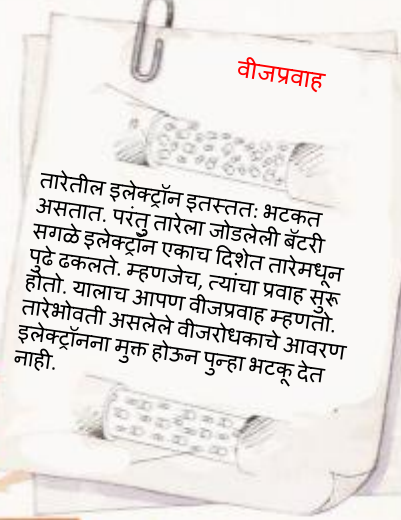 वीजप्रवाह
तारेतील इलेक्ट्रॉन इतस्ततः भटकत
असतात. परंतु तारेला जोडलेली बॅटरी
सगळे इलेक्ट्रॉन एकाच दिशेत तारेमधून
पुढे ढकलते. म्हणजेच, त्यांचा प्रवाह सुरू
होतो. यालाच आपण वीजप्रवाह म्हणतो.
तारेभोवती असलेले वीजरोधकाचे आवरण
इलेक्ट्रॉनना मुक्त होऊन पुन्हा भटकू देत
नाही.